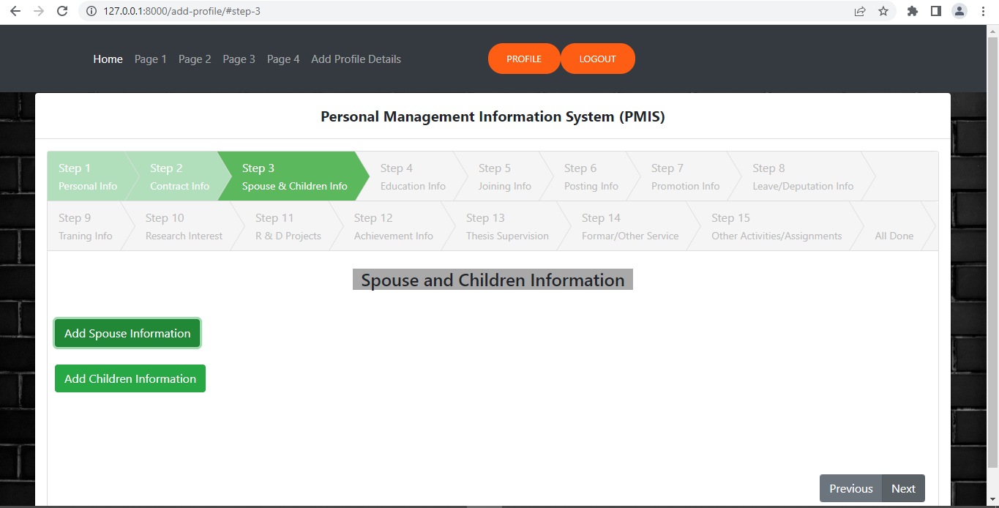 127.0.0.1:8000/add-profile/#step-3
Home Page 1 Page 2 Page 3 Page 4 Add Profile Details PROFILE LOGOUT
Personal Management Information System (PMIS)
Step 1 Step 2 Step 3 Step 4 Step 5 Step 6 Step 7 Step 8
Personal Info Contract Info Spouse & Children Info Education Info Joining Info Posting Info Promotion Info Leave/Deputation Info
Step 9 Step 10 Step 11 Step 12 Step 13 Step 14 Step 15
Traning Info Research Interest R & D Projects Achievement Info Thesis Supervision Formar/Other Service Other Activities/Assignments All Done
Spouse and Children Information
Add Spouse Information
Add Children Information
Previous Next